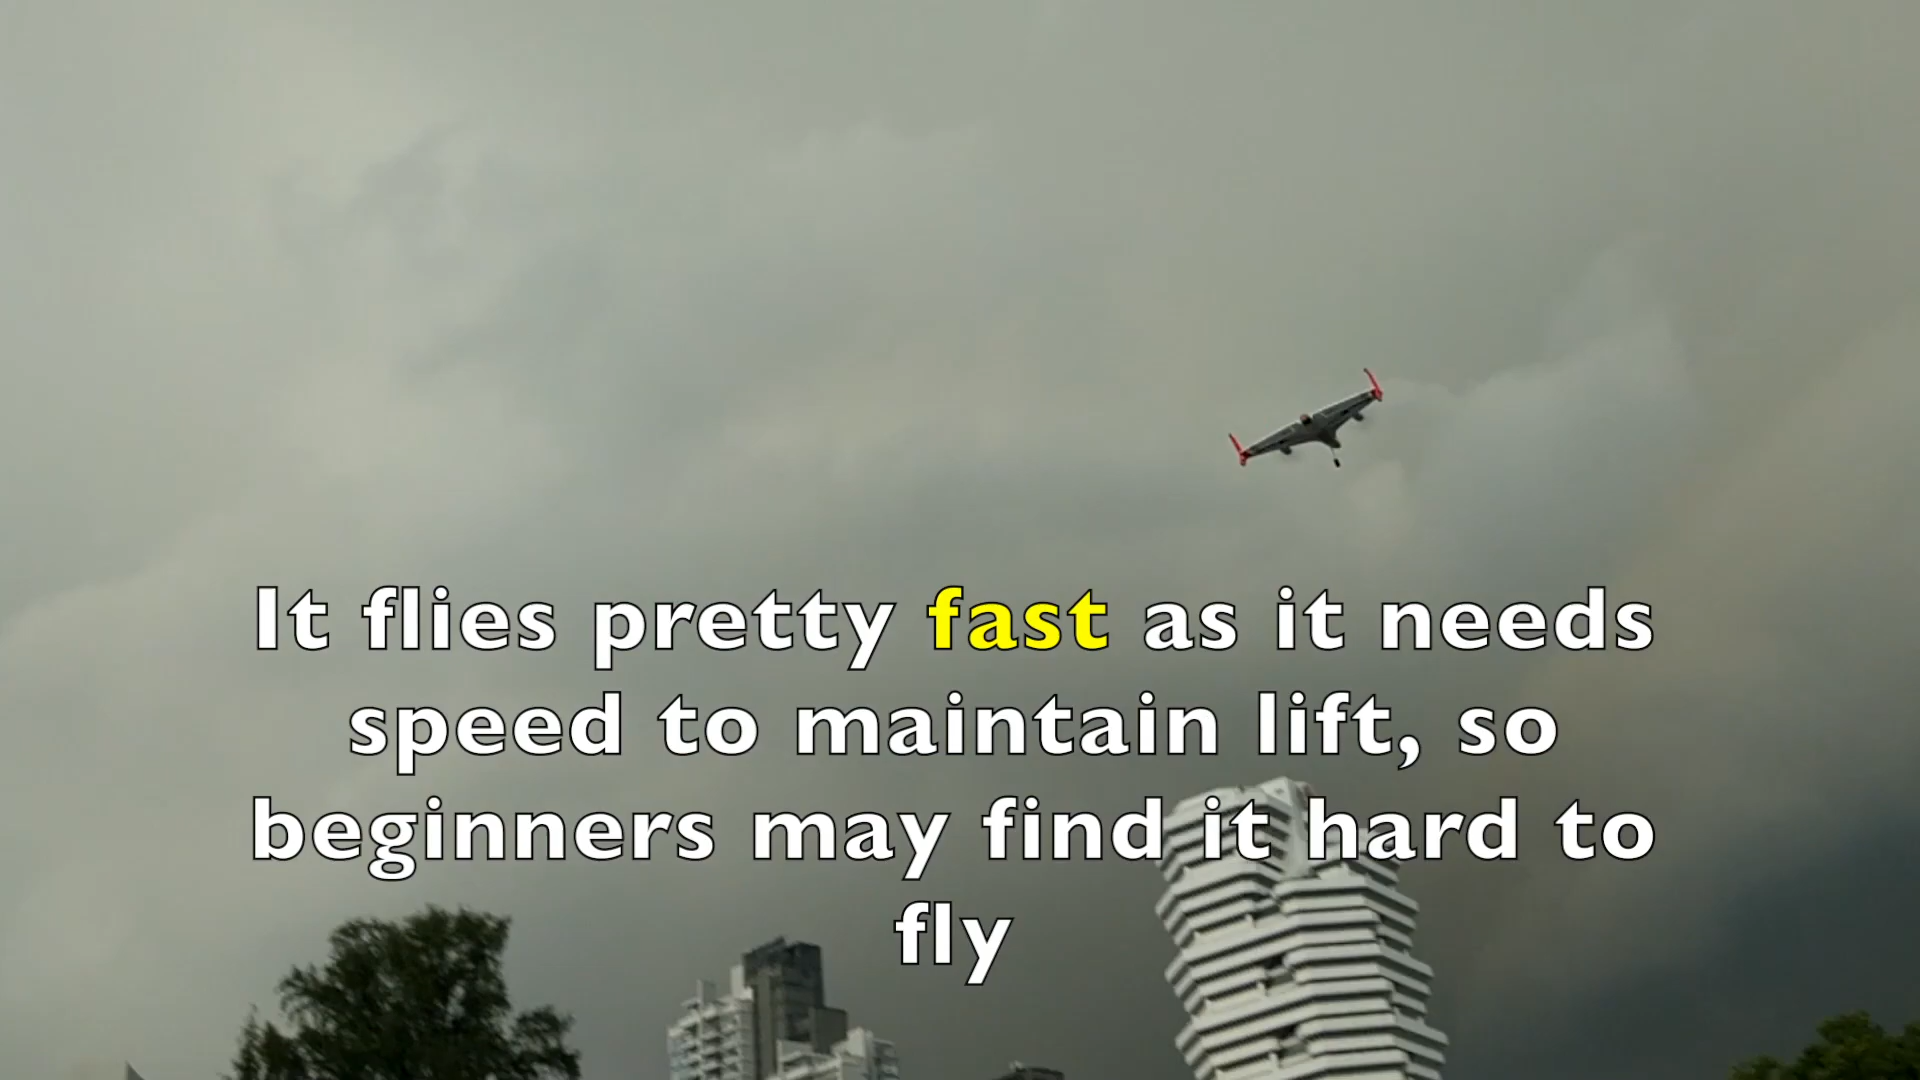 It flies pretty fast as it needs
speed to maintain lift, so
beginners may find it hard to
fly